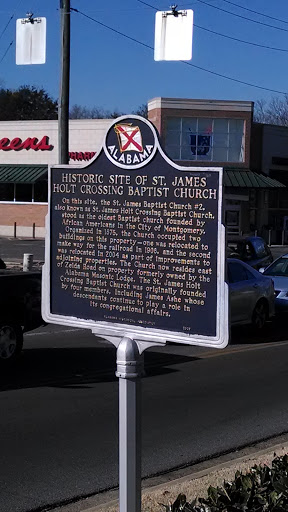 eens
ALABAMA
HISTORIC SITE OF ST. JAMES
HOLT CROSSING BAPTIST CHURCH
On this site, the St. James Baptist Church #2,
also known as St. James Holt Crossing Baptist Church,
stood as the oldest Baptist church founded by
African Americans in the City of Montgomery.
Organized in 1875, the Church occupied two
buildings on this property—one was relocated to
make way for the railroad in 1896, and the second
was relocated in 2004 as part of improvements to
adjoining properties. The Church now resides east
of Zelda Road on property formerly owned by the
Alabama Masonic Lodge. The St. James Holt
Crossing Baptist Church was originally founded
by four members, including James Ashe whose
descendants continue to play a role in
its congregational affairs.